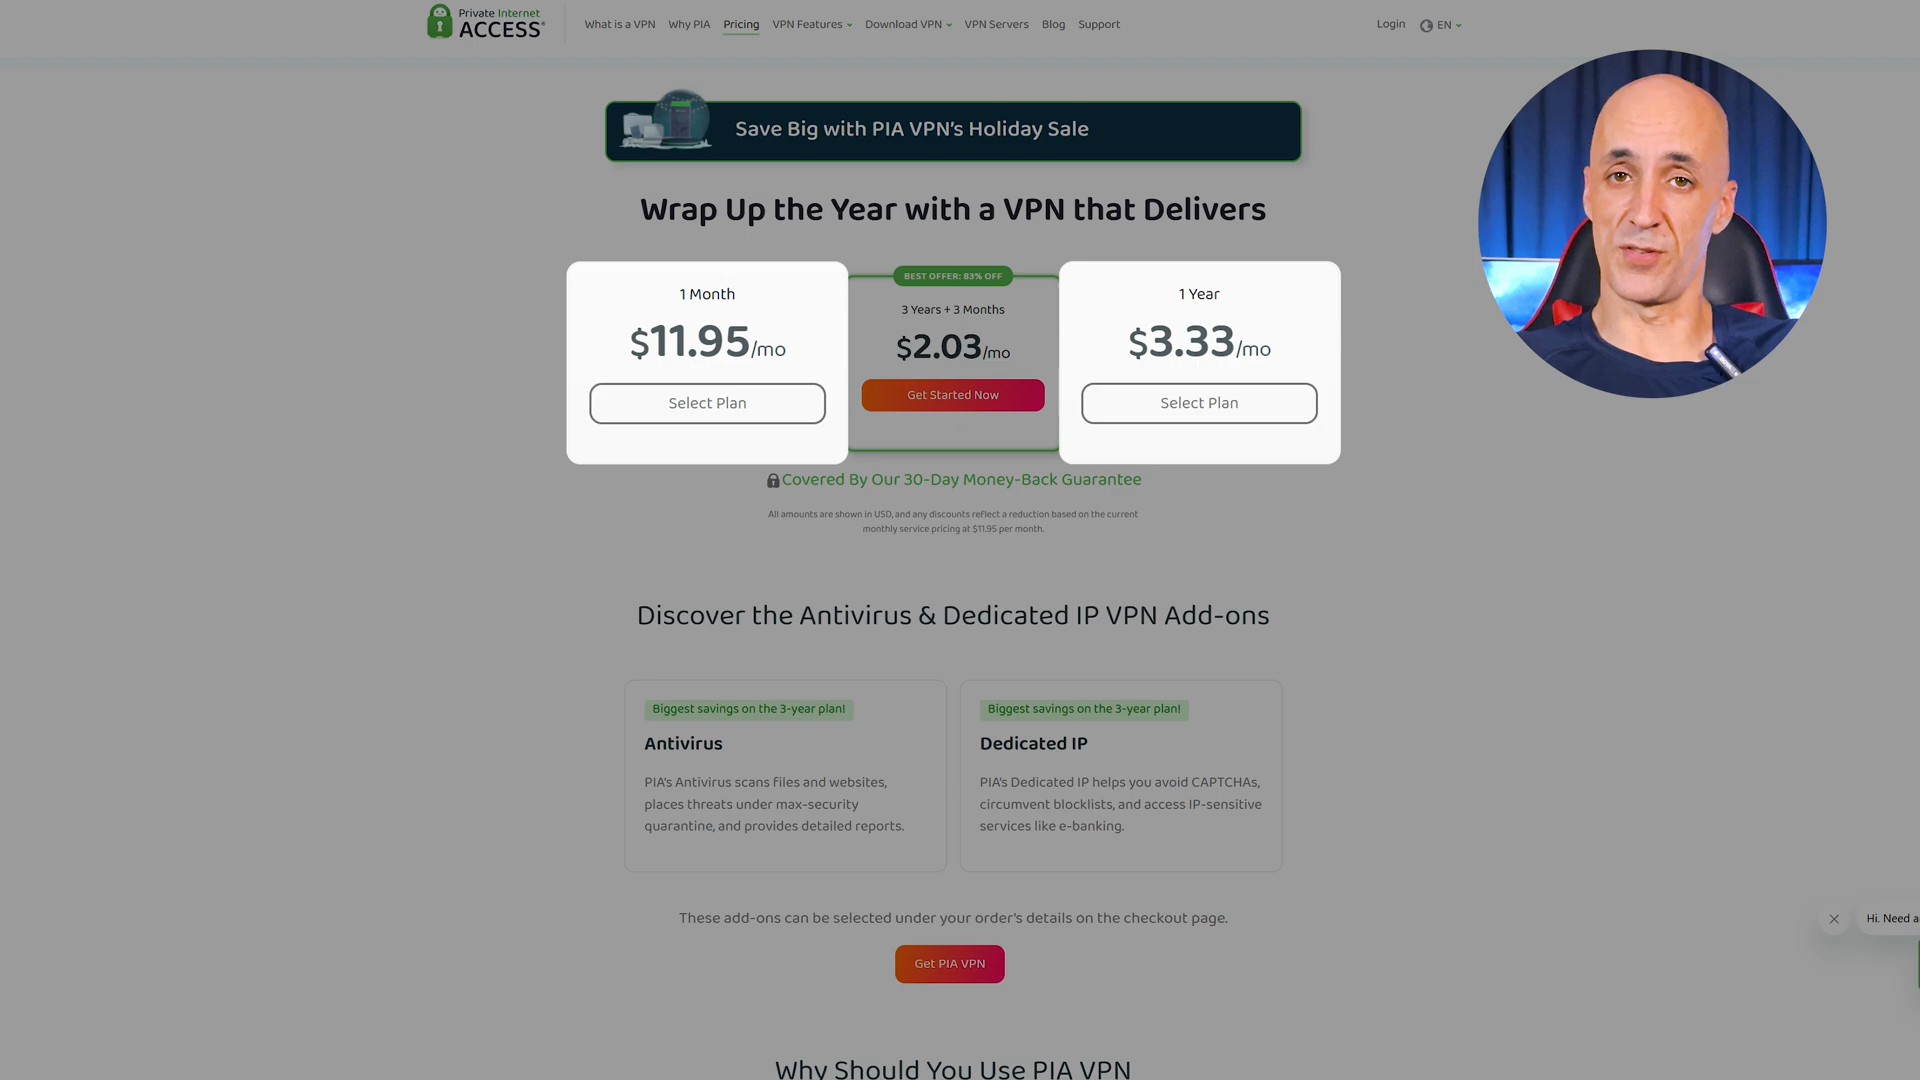 Private Internet
ACCESS®
What is a VPN
Why PIA
Pricing
VPN Features
Download VPN
VPN Servers
Blog
Support
Login
EN
Save Big with PIA VPN's Holiday Sale
Wrap Up the Year with a VPN that Delivers
1 Month
$11.95/mo
Select Plan
BEST OFFER: 83% OFF
3 Years + 3 Months
$2.03/mo
Get Started Now
1 Year
$3.33/mo
Select Plan
Covered By Our 30-Day Money-Back Guarantee
All amounts are shown in USD, and any discounts reflect a reduction based on the current
monthly service pricing at $11.95 per month.
Discover the Antivirus & Dedicated IP VPN Add-ons
Biggest savings on the 3-year plan!
Antivirus
PIA's Antivirus scans files and websites,
places threats under max-security
quarantine, and provides detailed reports.
Biggest savings on the 3-year plan!
Dedicated IP
PIA's Dedicated IP helps you avoid CAPTCHAs,
circumvent blocklists, and access IP-sensitive
services like e-banking.
These add-ons can be selected under your order's details on the checkout page.
Get PIA VPN
Hi. Need a
Why Should You Use PIA VPN